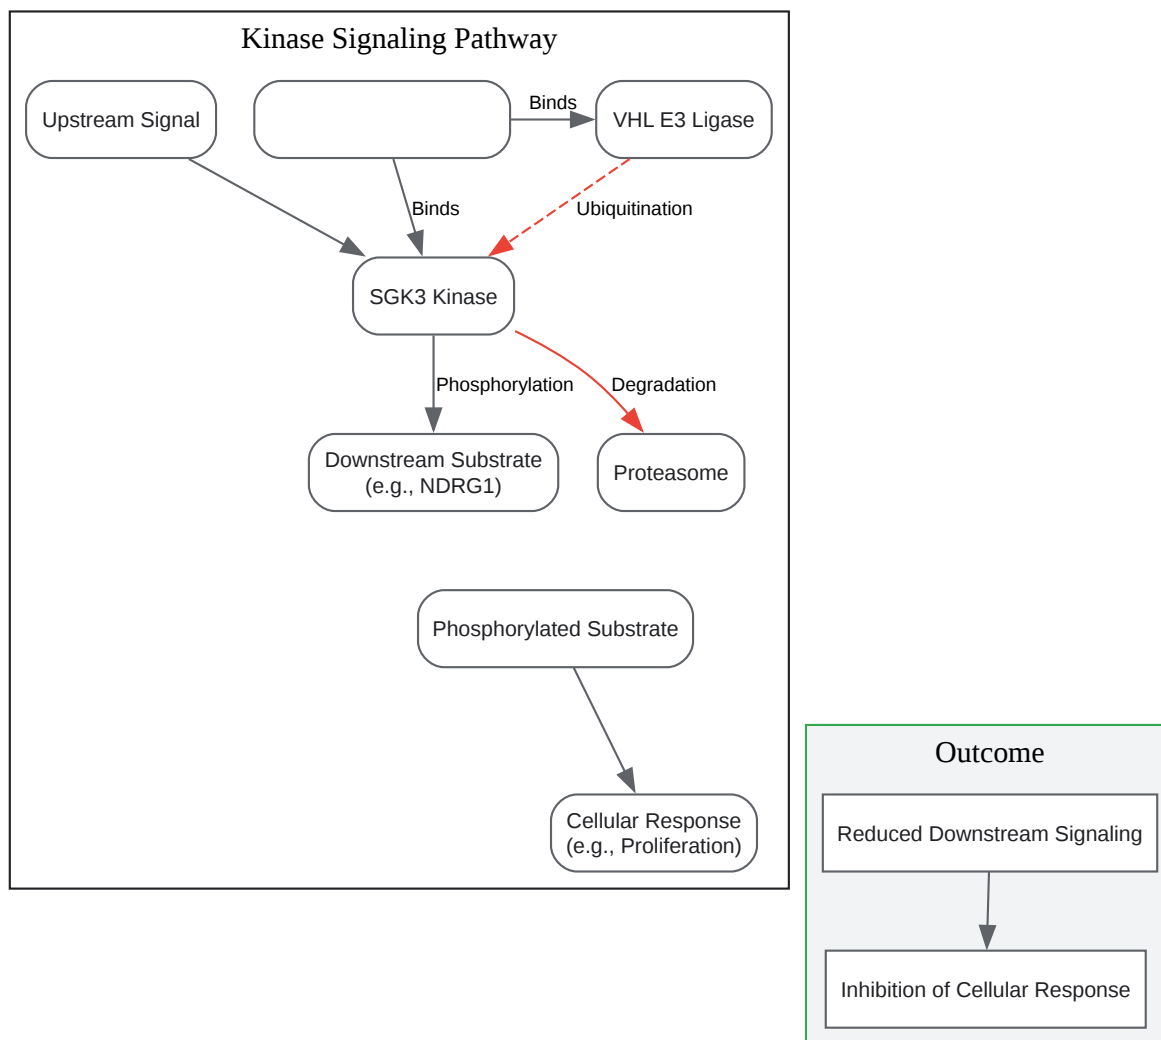 Kinase Signaling Pathway
Upstream Signal
Binds
VHL E3 Ligase
Binds
Ubiquitination
SGK3 Kinase
Phosphorylation
Degradation
Downstream Substrate
(e.g., NDRG1)
Proteasome
Phosphorylated Substrate
Cellular Response
(e.g., Proliferation)
Outcome
Reduced Downstream Signaling
Inhibition of Cellular Response